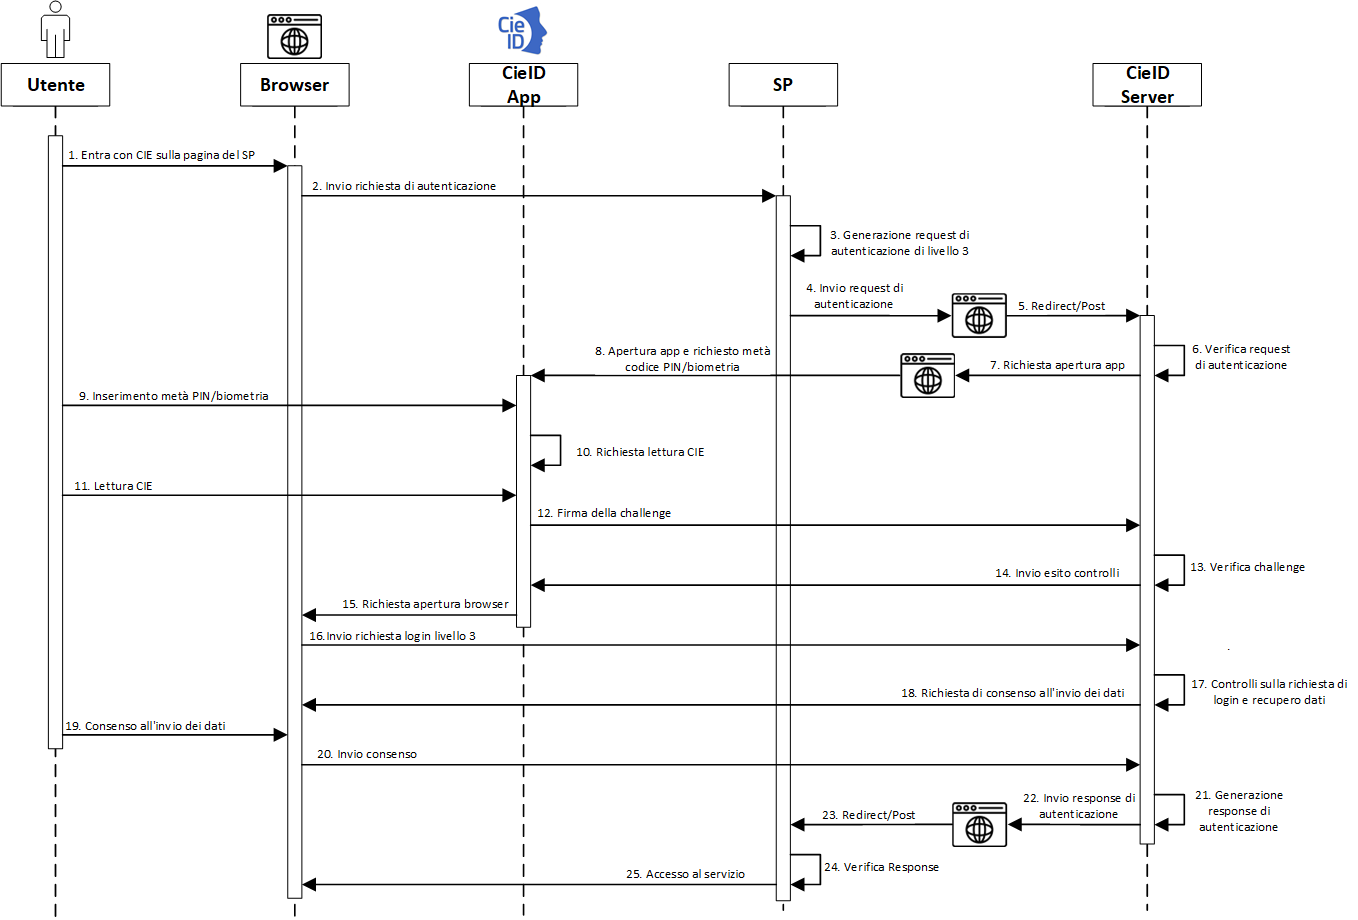 Cie
ID
Utente
Browser
CieID
App
SP
CieID
Server
1. Entra con CIE sulla pagina del SP
2. Invio richiesta di autenticazione
3. Generazione request di
autenticazione di livello 3
4. Invio request di
autenticazione
5. Redirect/Post
6. Verifica request
di autenticazione
7. Richiesta apertura app
8. Apertura app e richiesto metà
codice PIN/biometria
9. Inserimento metà PIN/biometria
10. Richiesta lettura CIE
11. Lettura CIE
12. Firma della challenge
13. Verifica challenge
14. Invio esito controlli
15. Richiesta apertura browser
16.Invio richiesta login livello 3
.
17. Controlli sulla richiesta di
login e recupero dati
18. Richiesta di consenso all'invio dei dati
19. Consenso all'invio dei dati
20. Invio consenso
21. Generazione
response di
autenticazione
22. Invio response di
autenticazione
23. Redirect/Post
24. Verifica Response
25. Accesso al servizio